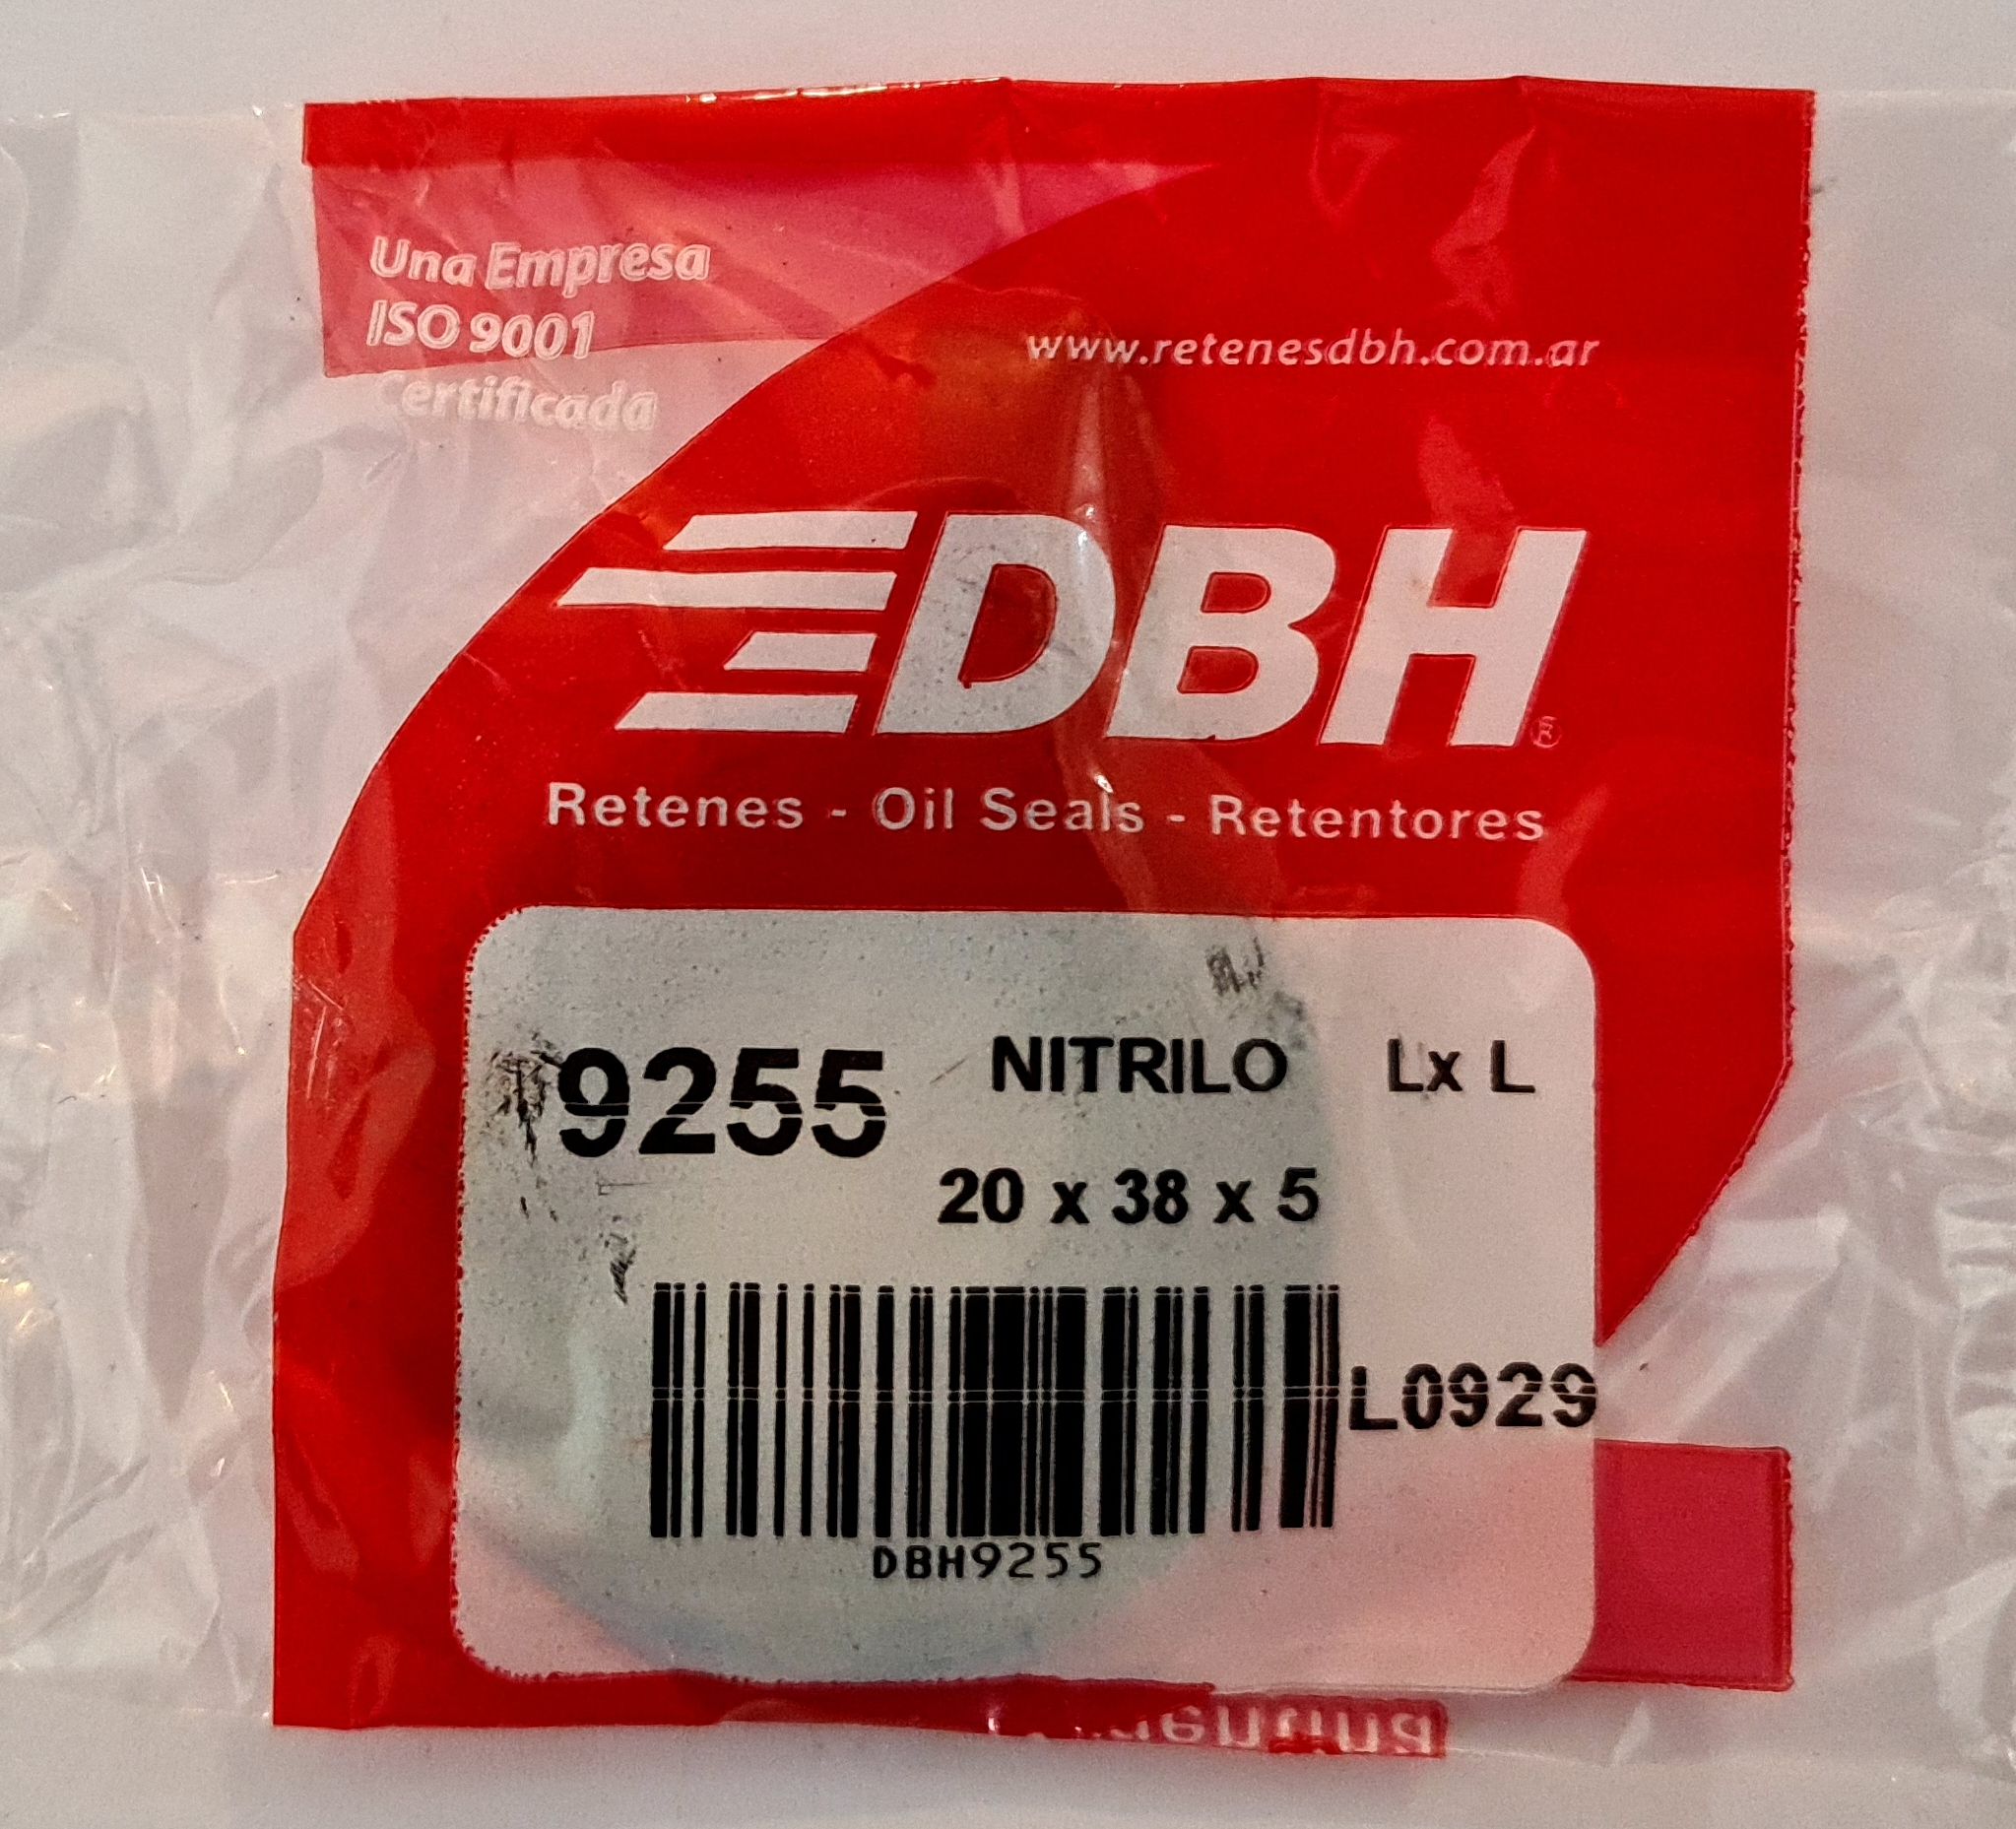 Una Empresa
ISO 9001
Certificada
www.retenesdbh.com.ar
DBH®
Retenes - Oil Seals - Retentores
9255 NITRILO Lx L
20 x 38 x 5
L0929
DBH9255